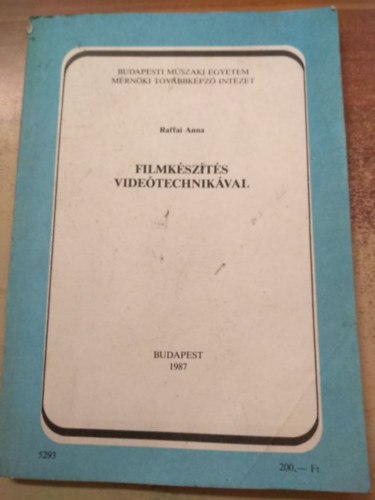 BUDAPESTI MŰSZAKI EGYETEM
MÉRNÖKI TOVÁBBKÉPZŐ INTÉZET
Raffai Anna
FILMKÉSZÍTÉS
VIDEÓTECHNIKÁVAL
BUDAPEST
1987
5293
200,— Ft